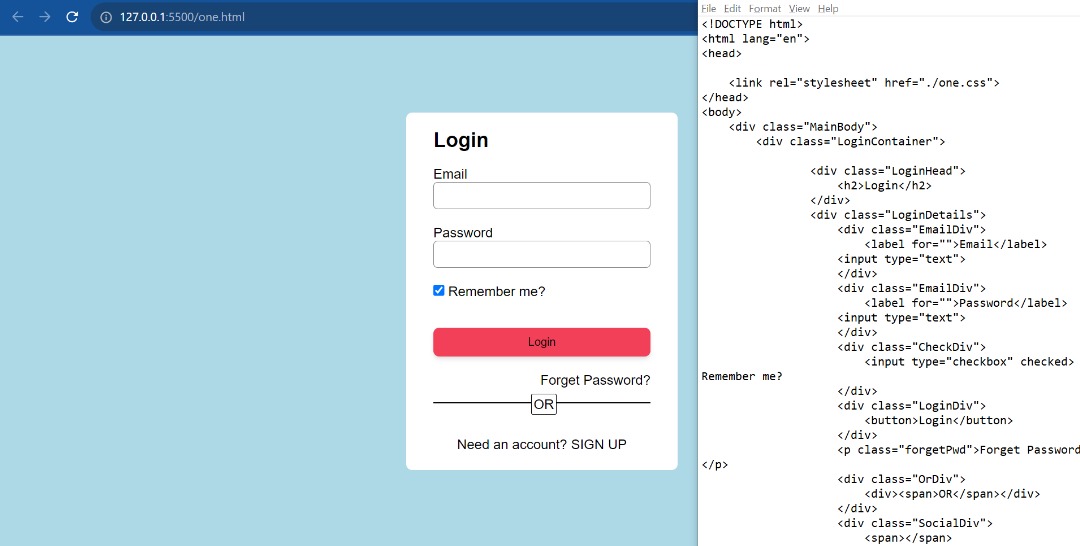 127.0.0.1:5500/one.html
Login
Email
Password
Remember me?
Login
Forget Password?
OR
Need an account? SIGN UP
File Edit Format View Help
<!DOCTYPE html>
<html lang="en">
<head>
<link rel="stylesheet" href="./one.css">
</head>
<body>
<div class="MainBody">
<div class="LoginContainer">
<div class="LoginHead">
<h2>Login</h2>
</div>
<div class="LoginDetails">
<div class="EmailDiv">
<label for="">Email</label>
<input type="text">
</div>
<div class="EmailDiv">
<label for="">Password</label>
<input type="text">
</div>
<div class="CheckDiv">
<input type="checkbox" checked>
Remember me?
</div>
<div class="LoginDiv">
<button>Login</button>
</div>
<p class="forgetPwd">Forget Password
</p>
<div class="OrDiv">
<div><span>OR</span></div>
</div>
<div class="SocialDiv">
<span></span>